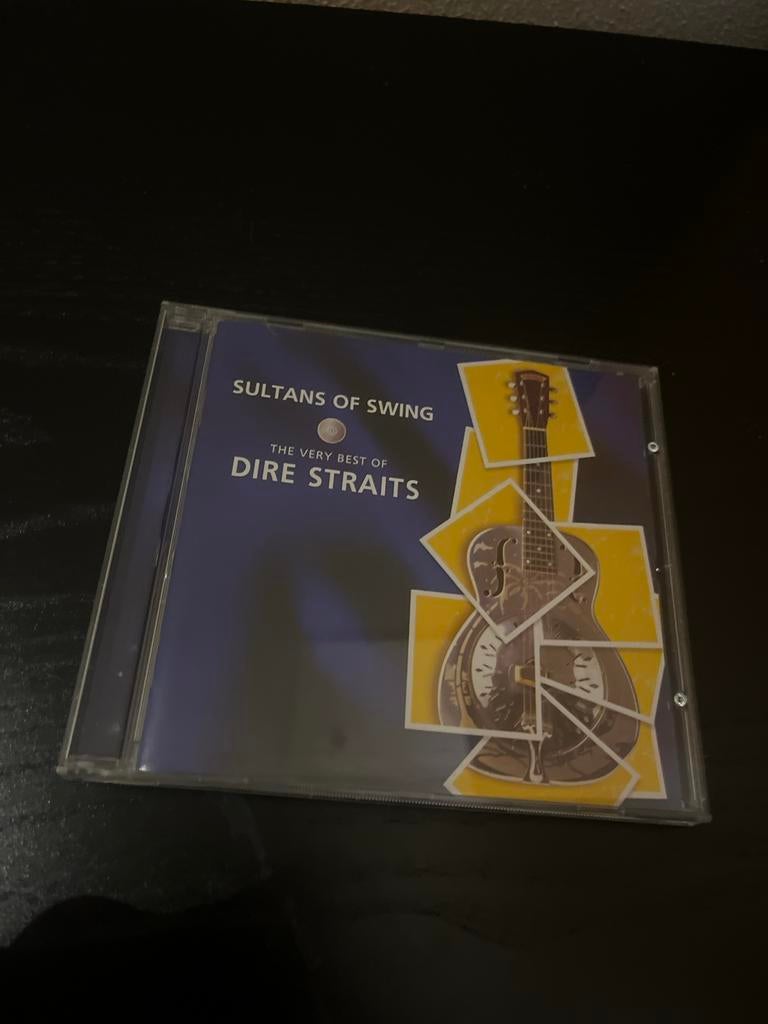 SULTANS OF SWING
THE VERY BEST OF
DIRE STRAITS